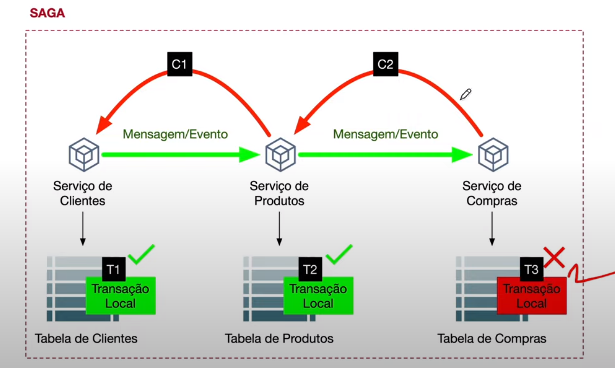 SAGA
C1
C2
Mensagem/Evento
Mensagem/Evento
Serviço de
Clientes
Serviço de
Produtos
Serviço de
Compras
T1
Transação
Local
T2
Transação
Local
T3
Transação
Local
Tabela de Clientes
Tabela de Produtos
Tabela de Compras